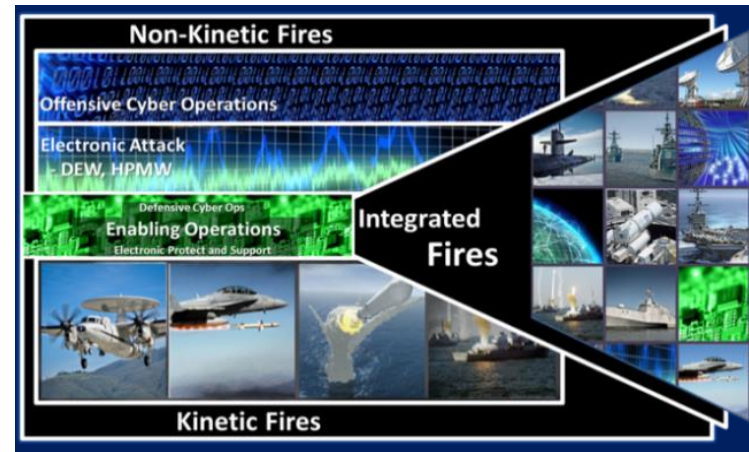 Non-Kinetic Fires
Offensive Cyber Operations
Electronic Attack
- DEW, HPMW
Defensive Cyber Ops
Enabling Operations
Electronic Protect and Support
Integrated
Fires
Kinetic Fires